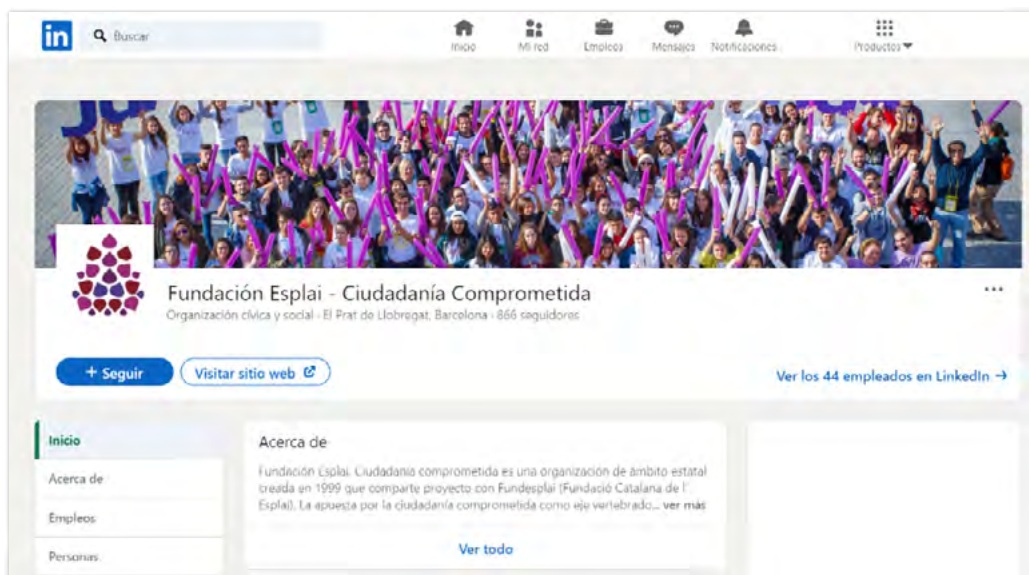 in
Buscar
Inicio
Mi red
Empleos
Mensajes
Notificaciones
Productos
Fundación Esplai - Ciudadanía Comprometida
Organización cívica y social · El Prat de Llobregat, Barcelona · 866 seguidores
+ Seguir
Visitar sitio web
Ver los 44 empleados en LinkedIn →
Inicio
Acerca de
Empleos
Personas
Acerca de
Fundación Esplai. Ciudadanía comprometida es una organización de ámbito estatal
creada en 1999 que comparte proyecto con Fundesplai (Fundació Catalana de l'
Esplai). La apuesta por la ciudadanía comprometida como eje vertebrado... ver más
Ver todo